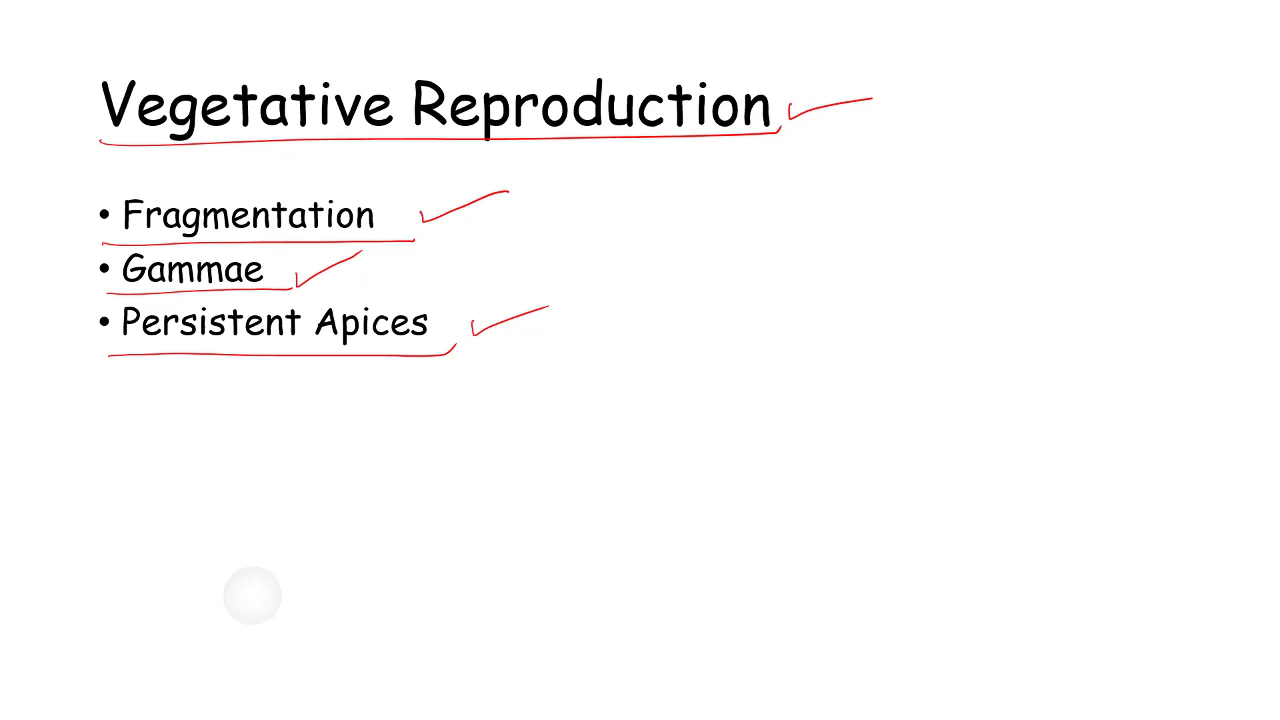 Vegetative Reproduction
• Fragmentation
• Gammae
• Persistent Apices